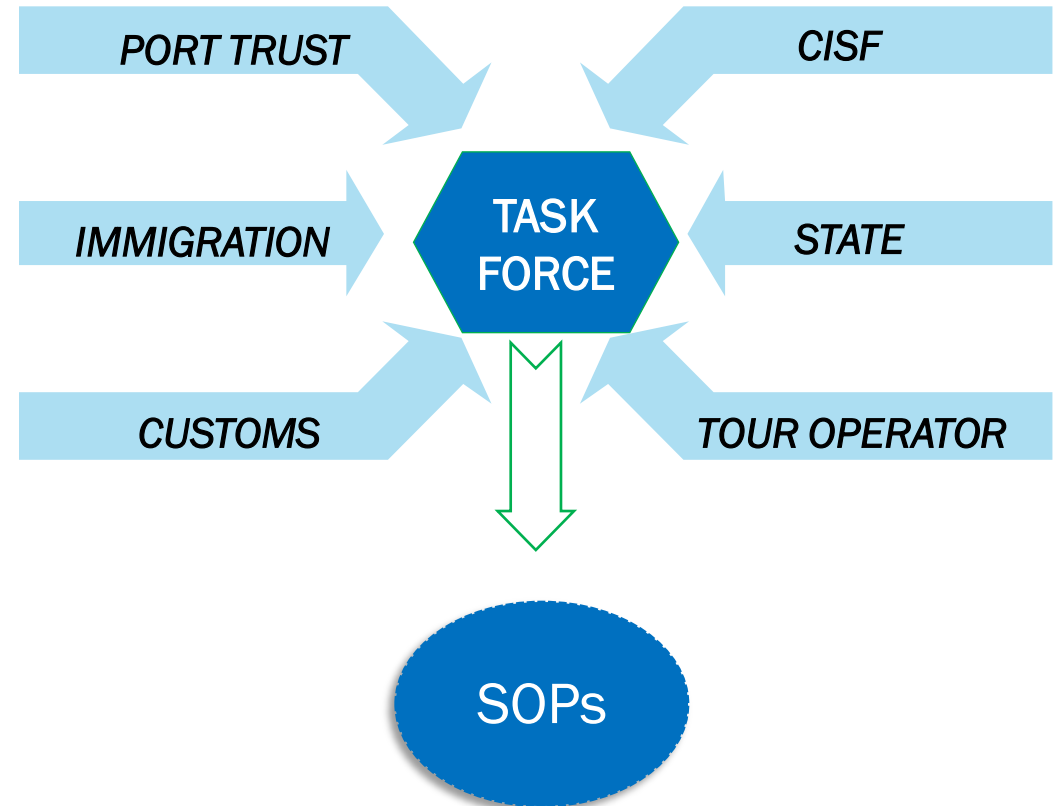 PORT TRUST
CISF
TASK
FORCE
IMMIGRATION
STATE
CUSTOMS
TOUR OPERATOR
SOPs